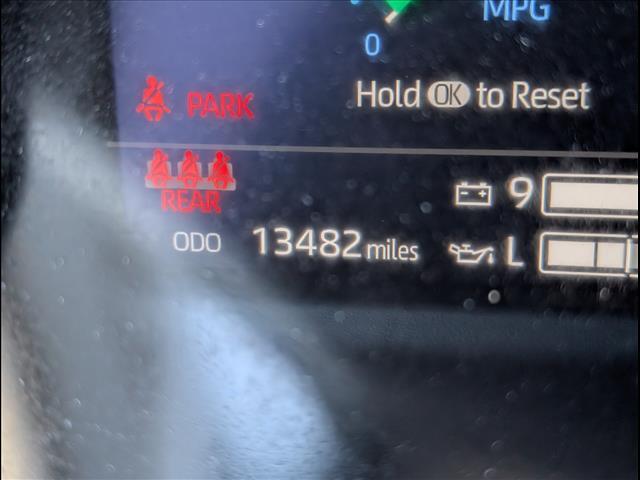 MPG
0
Hold OK to Reset
PARK
REAR
9
ODO 13482 miles
L